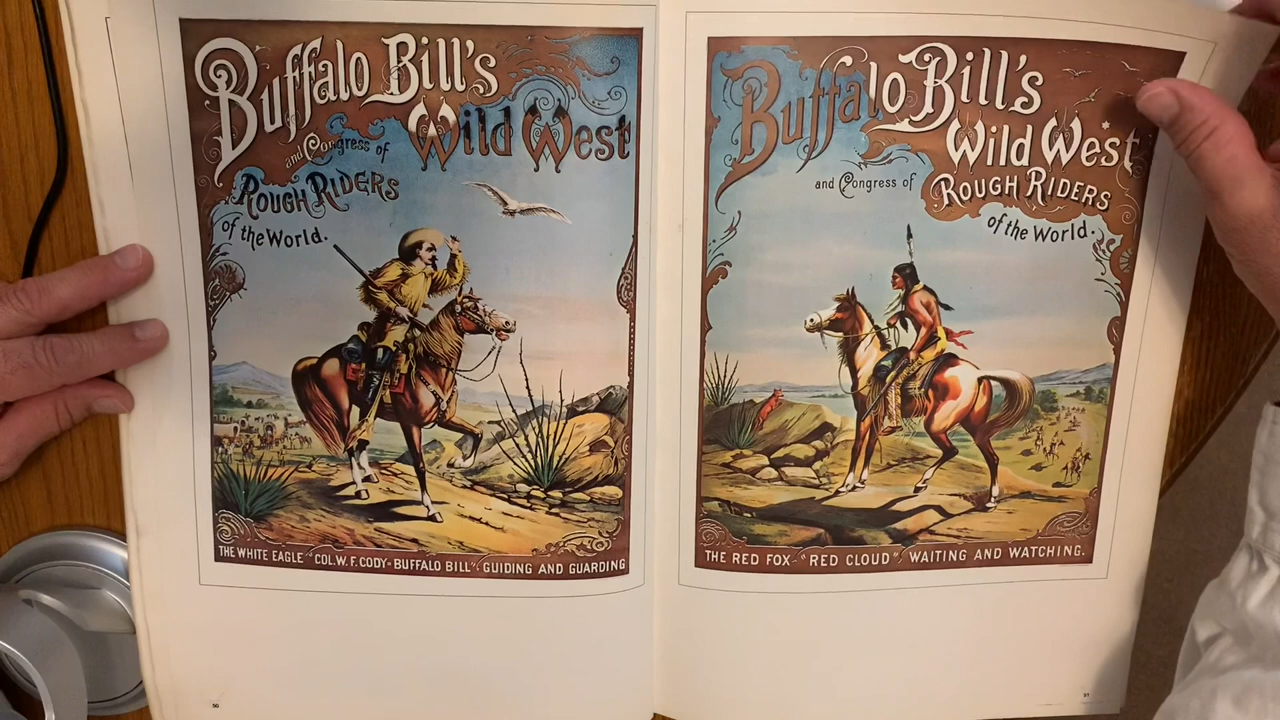 Buffalo Bill's
Wild West
and Congress of
ROUGH RIDERS
of the World.
THE WHITE EAGLE "COL. W. F. CODY=BUFFALO BILL", GUIDING AND GUARDING
50
Buffalo Bill's
Wild West
and Congress of
ROUGH RIDERS
of the World.
THE RED FOX- "RED CLOUD", WAITING AND WATCHING.
51